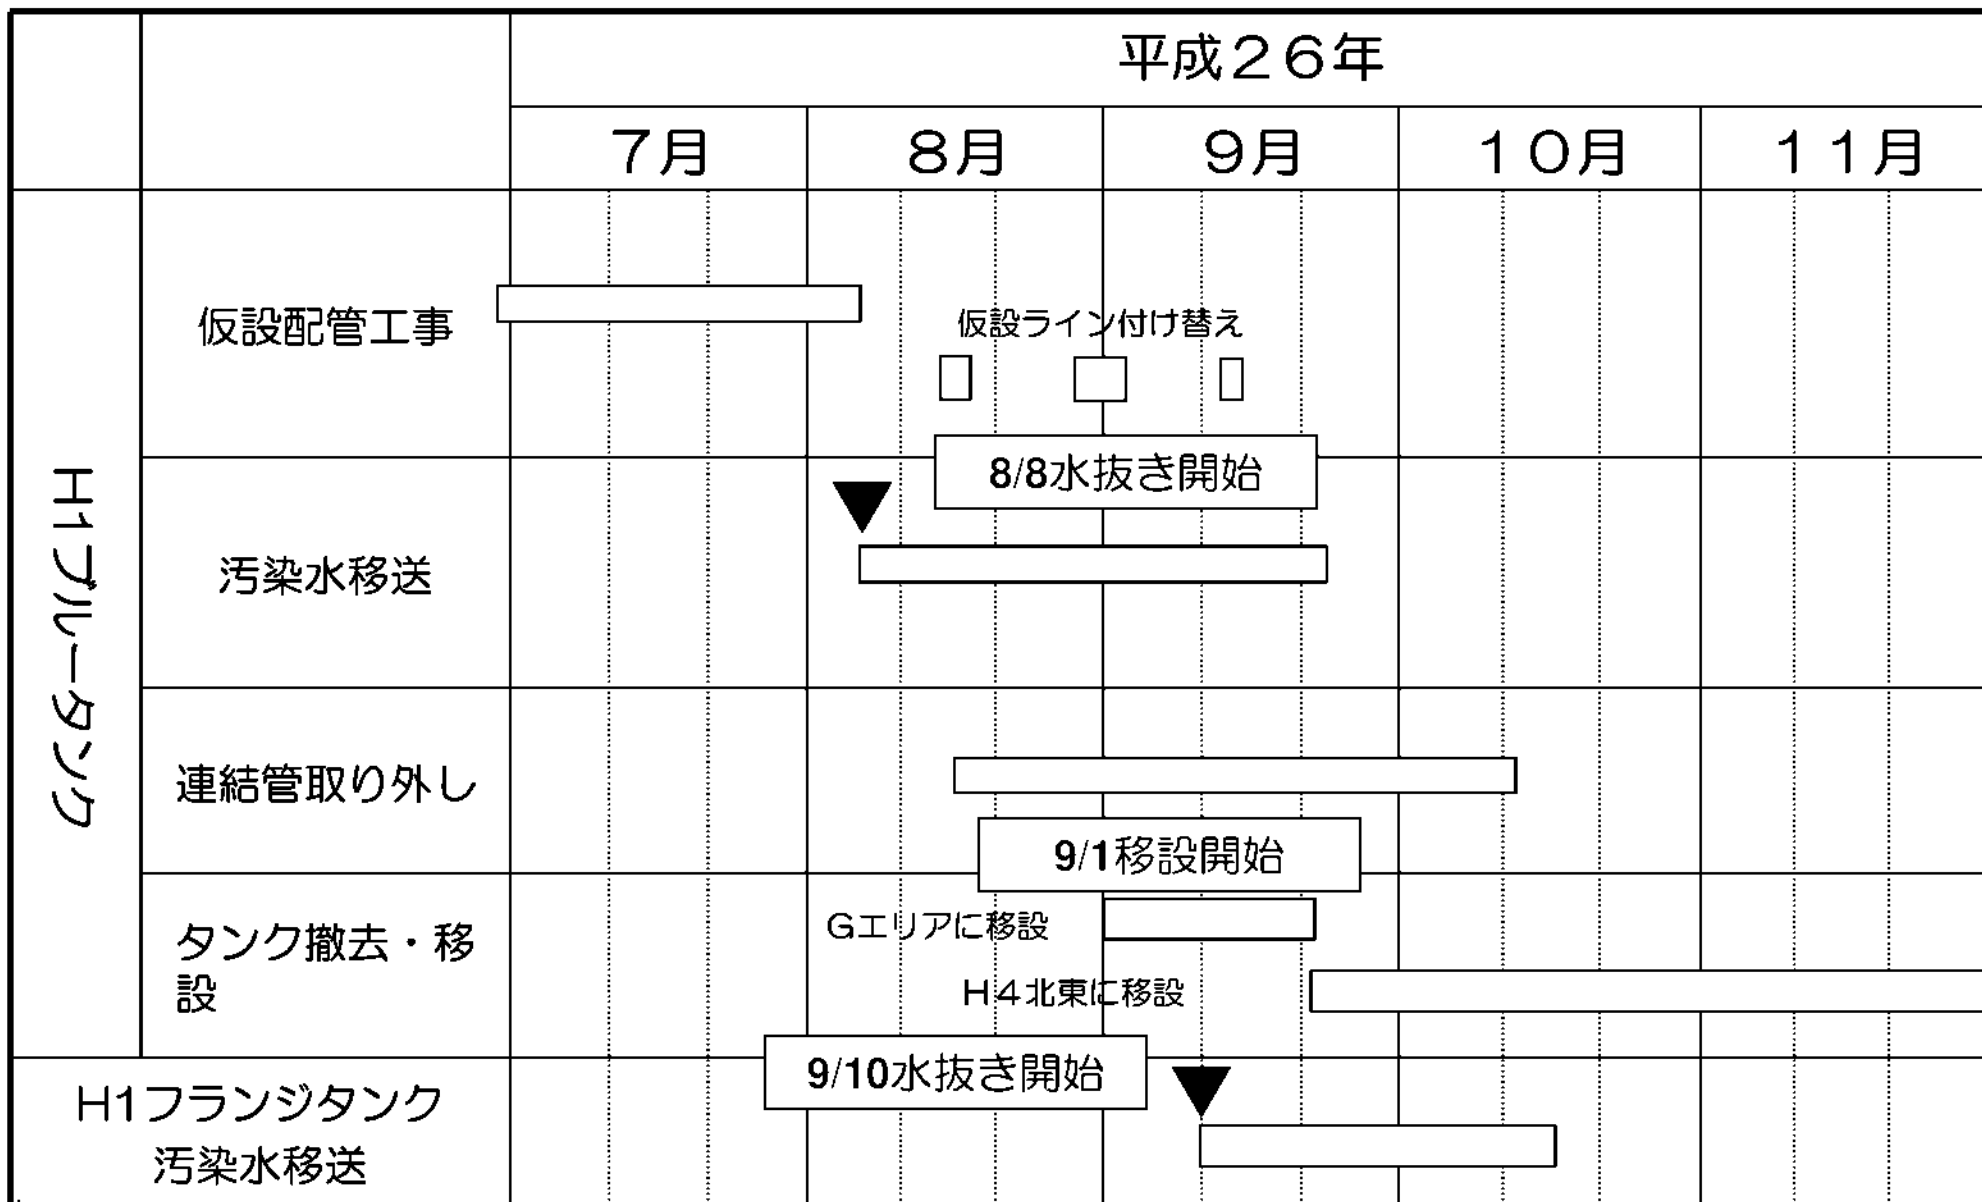 平成２６年
７月
８月
９月
１０月
１１月
H1ブルータンク
仮設配管工事
仮設ライン付け替え
8/8水抜き開始
汚染水移送
連結管取り外し
9/1移設開始
タンク撤去・移
設
Gエリアに移設
H4北東に移設
9/10水抜き開始
H1フランジタンク
汚染水移送